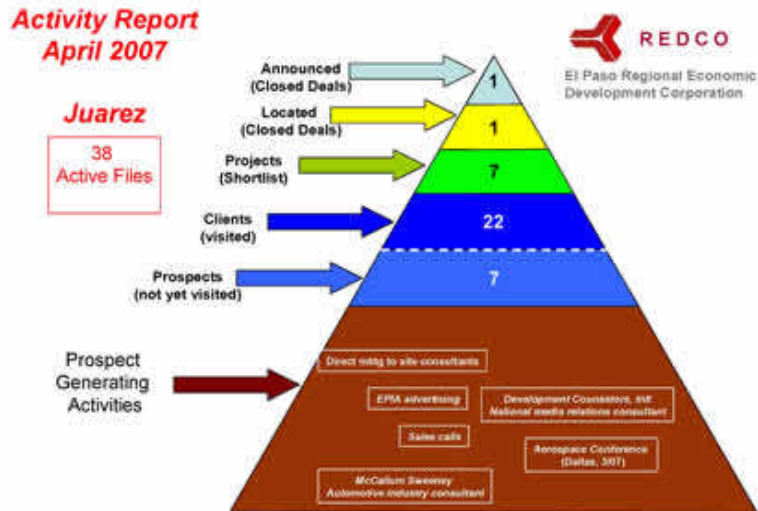 Activity Report
April 2007
Juarez
38
Active Files
REDCO
El Paso Regional Economic
Development Corporation
Announced
(Closed Deals)
1
Located
(Closed Deals)
1
Projects
(Shortlist)
7
Clients
(visited)
22
Prospects
(not yet visited)
7
Prospect
Generating
Activities
Direct mktg to site consultants
advertising
Development Counselors, Intl
National media relations consultant
Sales calls
Aerospace Conference
(Dallas, 3/07)
McCallum Sweeney
Automotive industry consultant